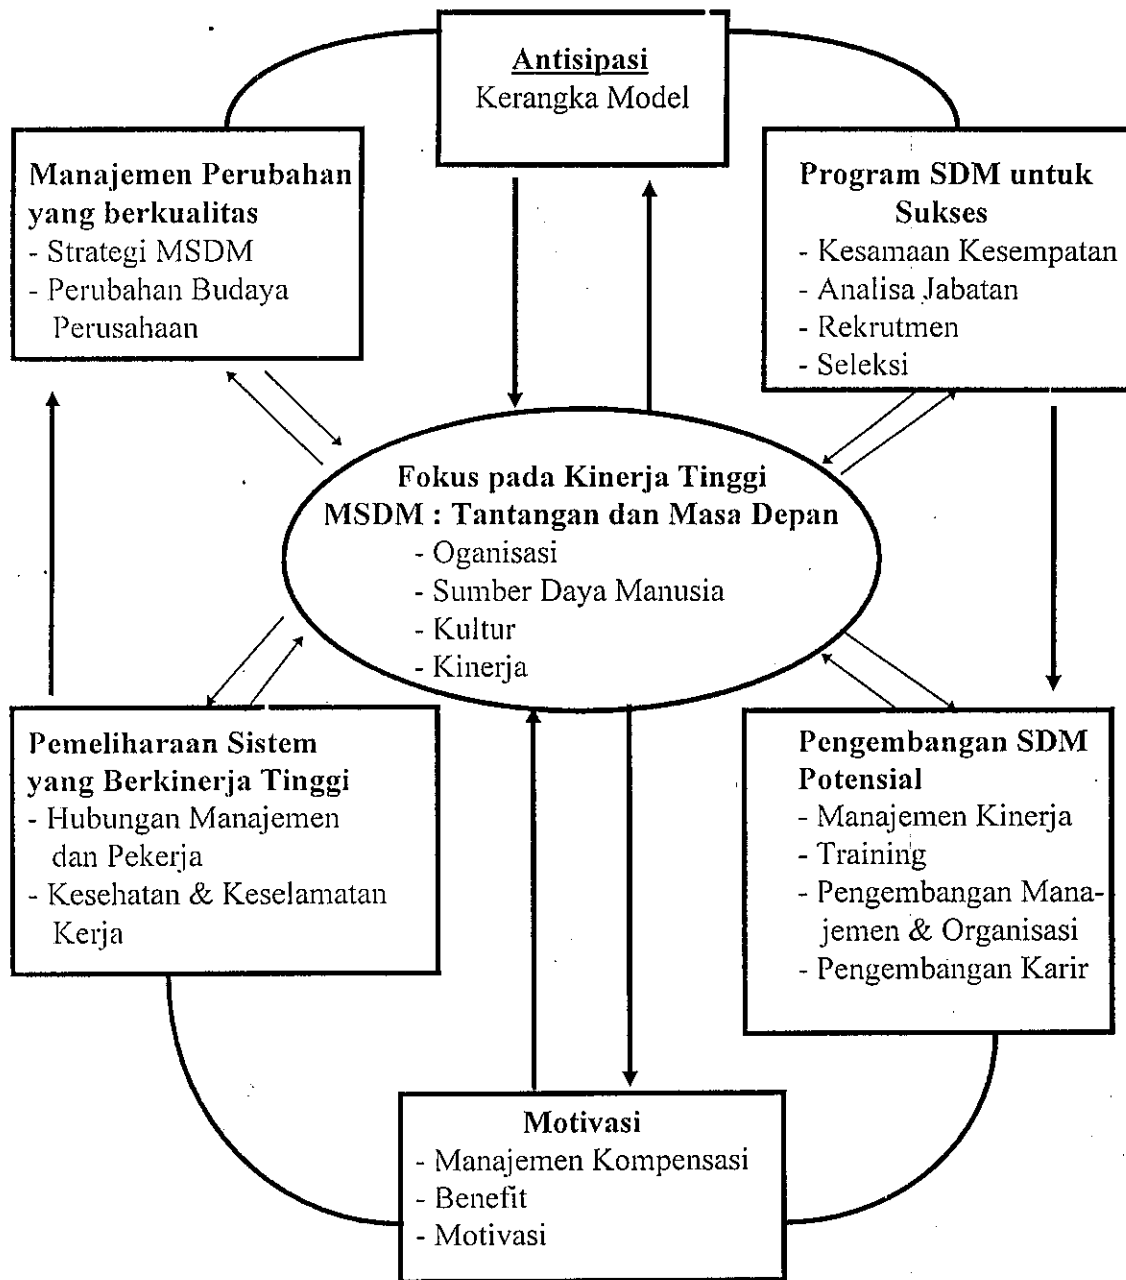 Antisipasi
Kerangka Model
Manajemen Perubahan
yang berkualitas
- Strategi MSDM
- Perubahan Budaya
Perusahaan
Program SDM untuk
Sukses
- Kesamaan Kesempatan
- Analisa Jabatan
- Rekrutmen
- Seleksi
Fokus pada Kinerja Tinggi
MSDM : Tantangan dan Masa Depan
- Oganisasi
- Sumber Daya Manusia
- Kultur
- Kinerja
Pemeliharaan Sistem
yang Berkinerja Tinggi
- Hubungan Manajemen
dan Pekerja
- Kesehatan & Keselamatan
Kerja
Pengembangan SDM
Potensial
- Manajemen Kinerja
- Training
- Pengembangan Mana-
jemen & Organisasi
- Pengembangan Karir
Motivasi
- Manajemen Kompensasi
- Benefit
- Motivasi